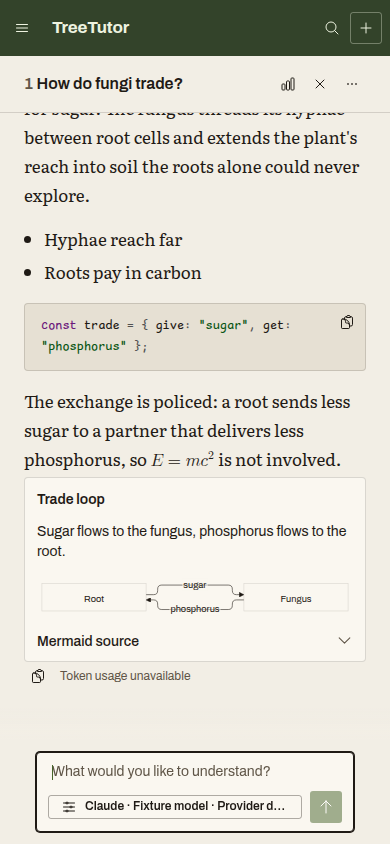 TreeTutor
1 How do fungi trade?
for sugar. The fungus threads its hyphae
between root cells and extends the plant's
reach into soil the roots alone could never
explore.
Hyphae reach far
Roots pay in carbon
const trade = { give: "sugar", get:
"phosphorus" };
The exchange is policed: a root sends less
sugar to a partner that delivers less
phosphorus, so E = mc² is not involved.
Trade loop
Sugar flows to the fungus, phosphorus flows to the
root.
sugar
Root
Fungus
phosphorus
Mermaid source
Token usage unavailable
What would you like to understand?
Claude · Fixture model · Provider d...